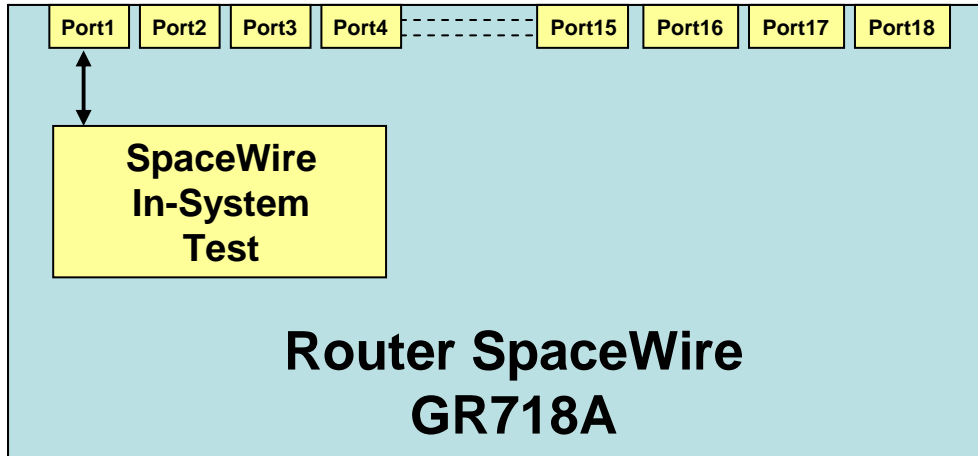 Port1 Port2 Port3 Port4 Port15 Port16 Port17 Port18
SpaceWire
In-System
Test
Router SpaceWire
GR718A